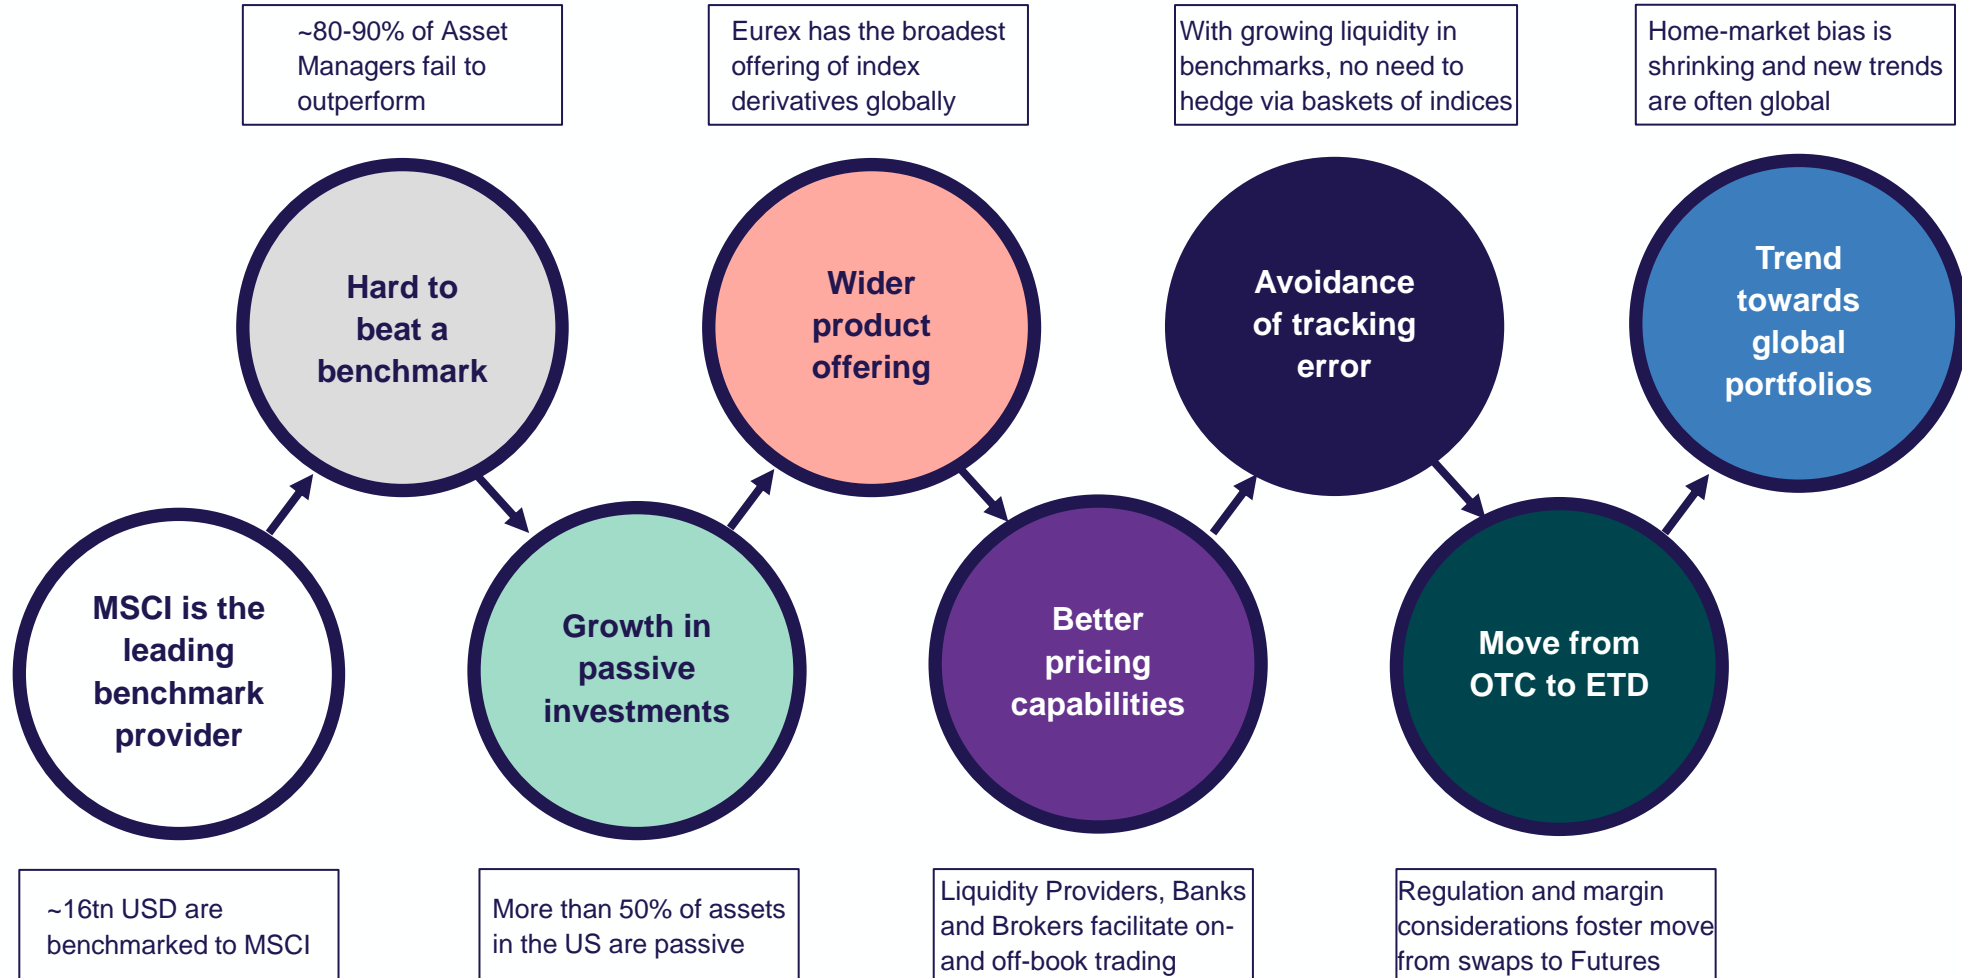 ~80-90% of Asset
Managers fail to
outperform
Eurex has the broadest
offering of index
derivatives globally
With growing liquidity in
benchmarks, no need to
hedge via baskets of indices
Home-market bias is
shrinking and new trends
are often global
Hard to
beat a
benchmark
Wider
product
offering
Avoidance
of tracking
error
Trend
towards
global
portfolios
MSCI is the
leading
benchmark
provider
Growth in
passive
investments
Better
pricing
capabilities
Move from
OTC to ETD
~16tn USD are
benchmarked to MSCI
More than 50% of assets
in the US are passive
Liquidity Providers, Banks
and Brokers facilitate on-
and off-book trading
Regulation and margin
considerations foster move
from swaps to Futures